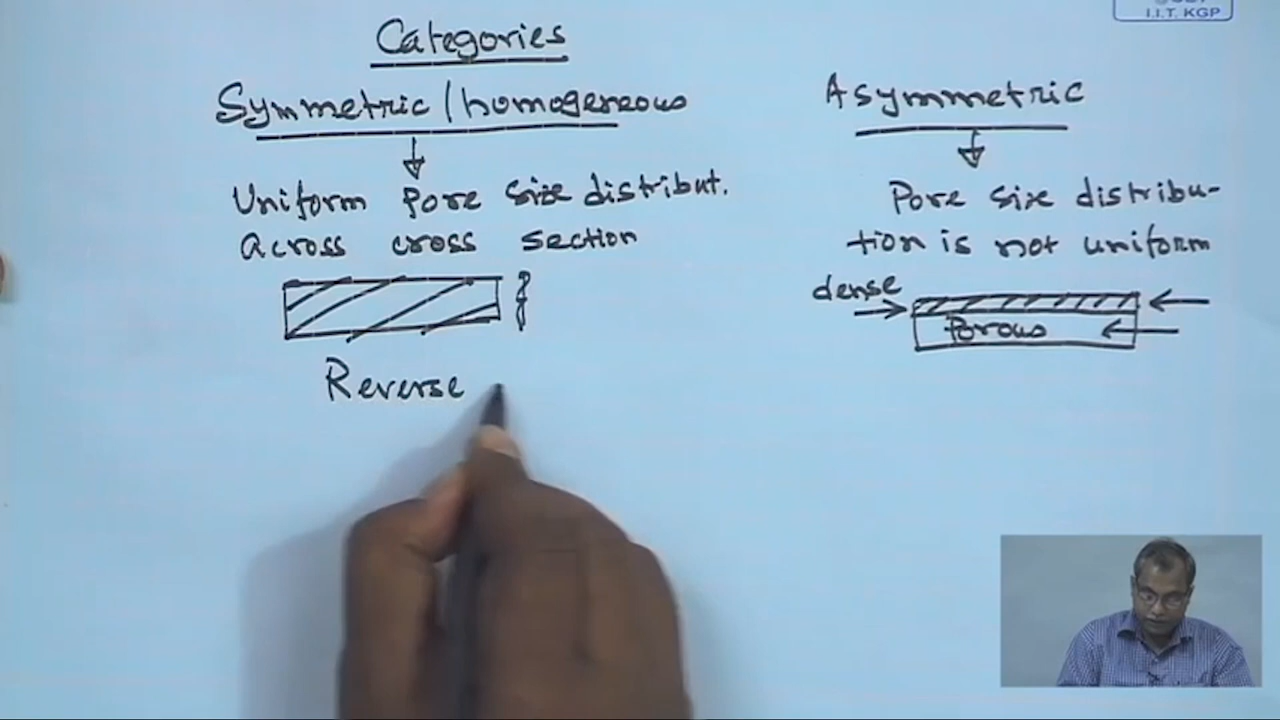 I.I.T. KGP
Categories
Symmetric / homogeneous
Uniform Pore size distribut.
across cross section
Reverse
Asymmetric
Pore size distribu-
tion is not uniform
dense
Porous